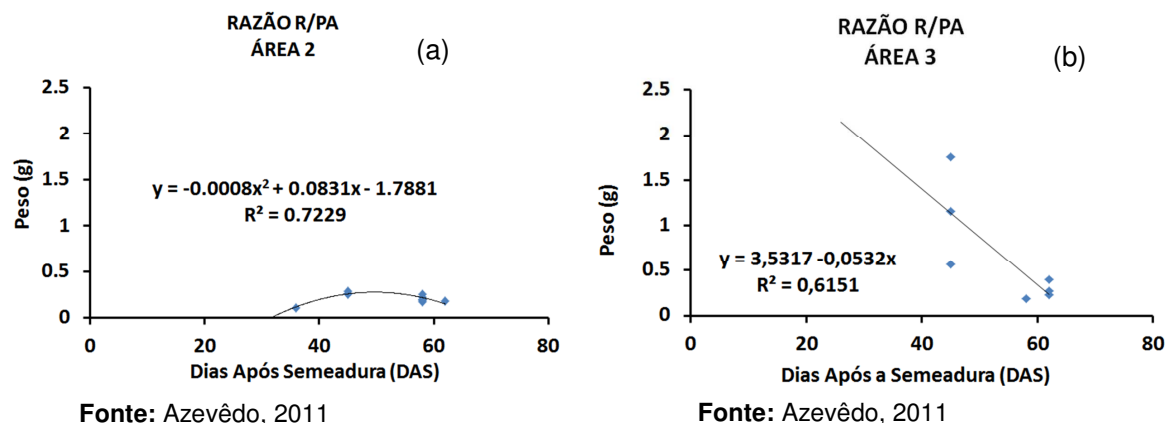 RAZÃO R/PA
ÁREA 2
(a)
2.5
2
1.5
1
0.5
0
Peso (g)
y = -0.0008x² + 0.0831x - 1.7881
R² = 0.7229
0 20 40 60 80
Dias Após Semeadura (DAS)
Fonte: Azevêdo, 2011
RAZÃO R/PA
ÁREA 3
(b)
2.5
2
1.5
1
0.5
0
Peso (g)
y = 3,5317 -0,0532x
R² = 0,6151
0 20 40 60 80
Dias Após a Semeadura (DAS)
Fonte: Azevêdo, 2011